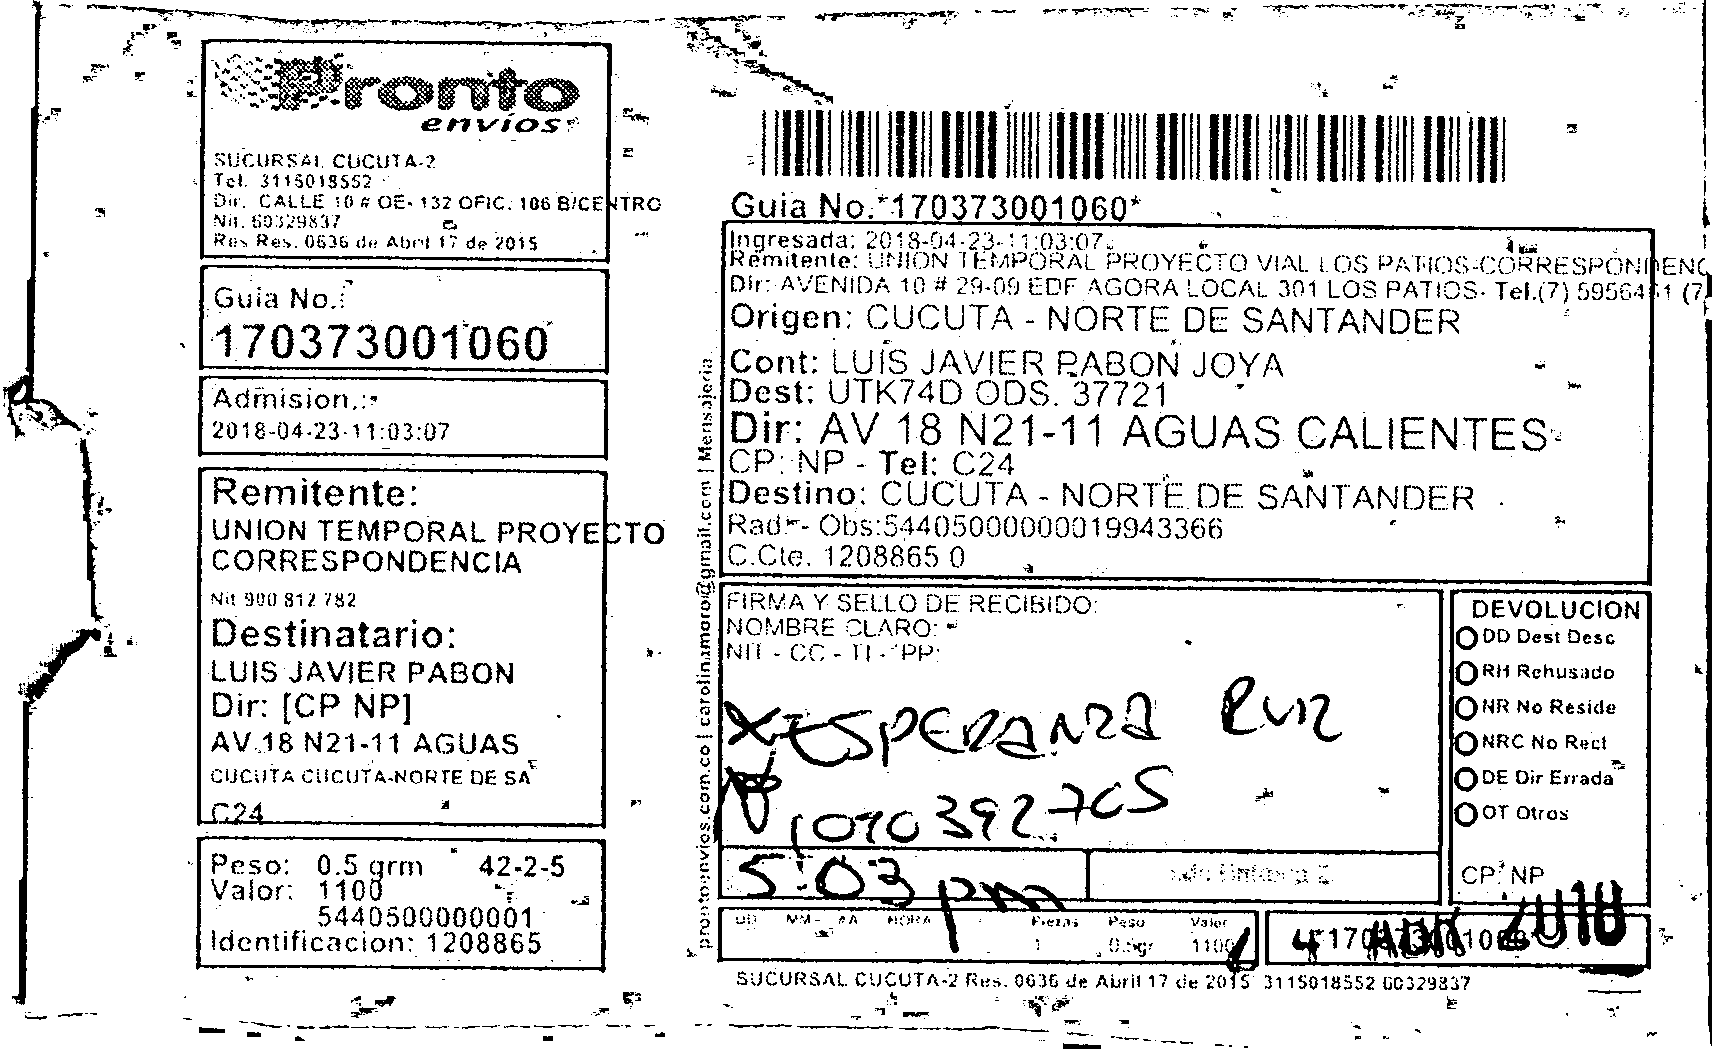 Pronto
envíos
SUCURSAL CUCUTA-2
Tel. 3115018552
Dir. CALLE 10 # OE- 132 OFIC. 106 B/CENTRO
Nit. 60329837
Res Res. 0636 de Abril 17 de 2015
Guia No.:
170373001060
Admision.:
2018-04-23-11:03:07
Remitente:
UNION TEMPORAL PROYECTO
CORRESPONDENCIA
Nit 900 812 782
Destinatario:
LUIS JAVIER PABON
Dir: [CP NP]
AV.18 N21-11 AGUAS
CUCUTA CUCUTA-NORTE DE SA
C24
Peso: 0.5 grm 42-2-5
Valor: 1100
5440500000001
Identificacion: 1208865
prontoenvios.com.co | carolinamoro@gmail.com | Mensajeria
Guia No.*170373001060*
Ingresada: 2018-04-23-11:03:07
Remitente: UNION TEMPORAL PROYECTO VIAL LOS PATIOS-CORRESPONDENC
Dir: AVENIDA 10 # 29-09 EDF AGORA LOCAL 301 LOS PATIOS- Tel.(7) 5956461 (7
Origen: CUCUTA - NORTE DE SANTANDER
Cont: LUIS JAVIER PABON JOYA
Dest: UTK74D ODS. 37721
Dir: AV 18 N21-11 AGUAS CALIENTES
CP: NP - Tel: C24
Destino: CUCUTA - NORTE DE SANTANDER
Rad: - Obs:5440500000019943366
C.Cte. 1208865 0
FIRMA Y SELLO DE RECIBIDO:
NOMBRE CLARO:
NIT - CC - TI - PP:
X ESPERANZA RUIZ
1090392705
5:03 pm
DEVOLUCION
DD Dest Desc
RH Rehusado
NR No Reside
NRC No Recl
DE Dir Errada
OT Otros
CP: NP
DD MM AA HORA Piezas Peso Valor
1 0.5gr 1100
2018
SUCURSAL CUCUTA-2 Res. 0636 de Abril 17 de 2015 3115018552 60329837